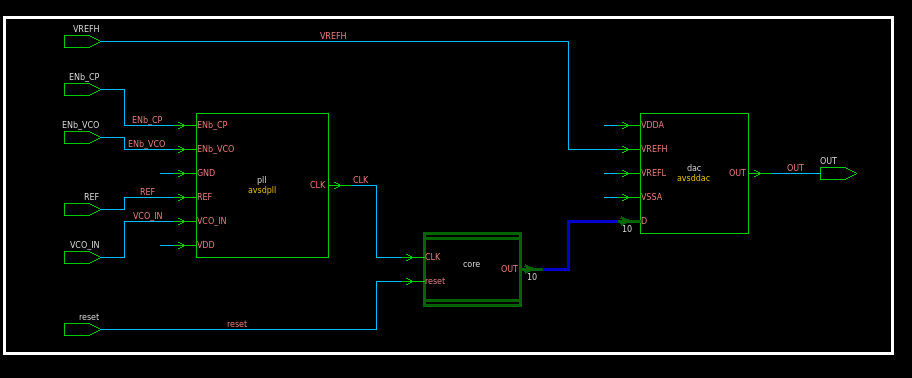 VREFH
VREFH
ENb_CP
ENb_CP
ENb_VCO
ENb_VCO
REF
REF
VCO_IN
VCO_IN
reset
reset
ENb_CP
ENb_VCO
GND
REF
VCO_IN
VDD
pll
avsdpll
CLK
CLK
CLK
reset
core
OUT
10
VDDA
VREFH
VREFL
VSSA
D
10
dac
avsddac
OUT
OUT
OUT